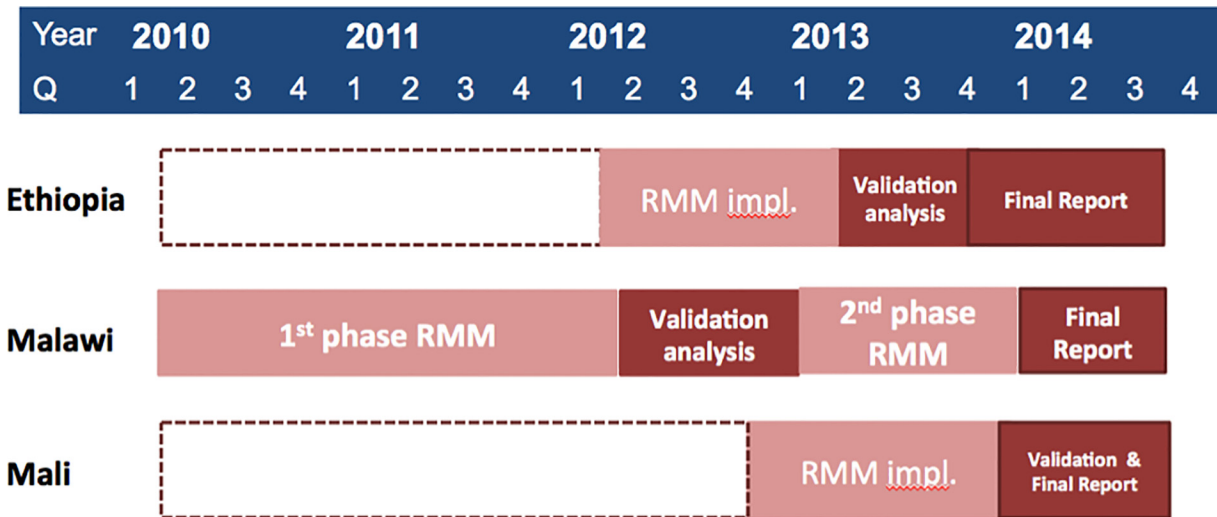 Year 2010 2011 2012 2013 2014
Q 1 2 3 4 1 2 3 4 1 2 3 4 1 2 3 4 1 2 3 4
Ethiopia
RMM impl.
Validation
analysis
Final Report
Malawi
1st phase RMM
Validation
analysis
2nd phase
RMM
Final
Report
Mali
RMM impl.
Validation &
Final Report